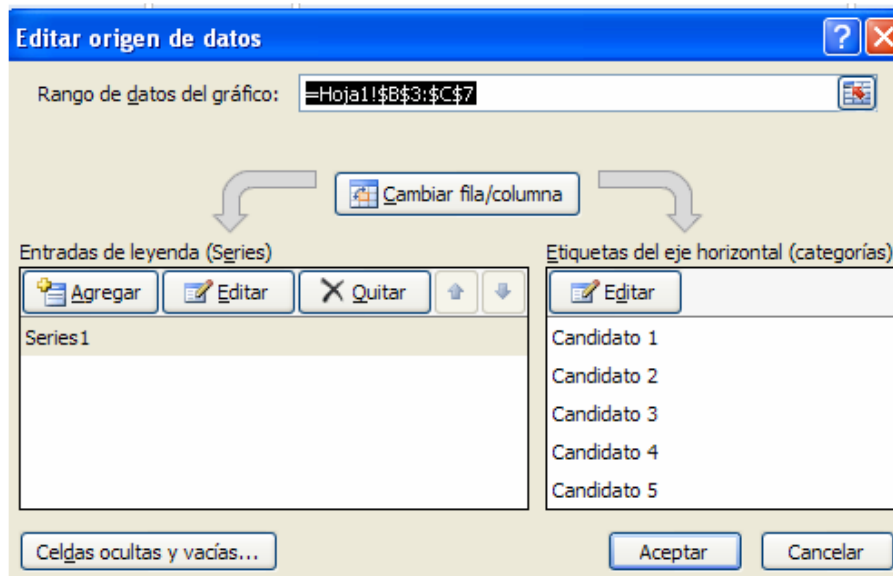 Editar origen de datos
Rango de datos del gráfico: =Hoja1!$B$3:$C$7
Cambiar fila/columna
Entradas de leyenda (Series)
Agregar Editar Quitar
Series1
Etiquetas del eje horizontal (categorías)
Editar
Candidato 1
Candidato 2
Candidato 3
Candidato 4
Candidato 5
Celdas ocultas y vacías...
Aceptar Cancelar